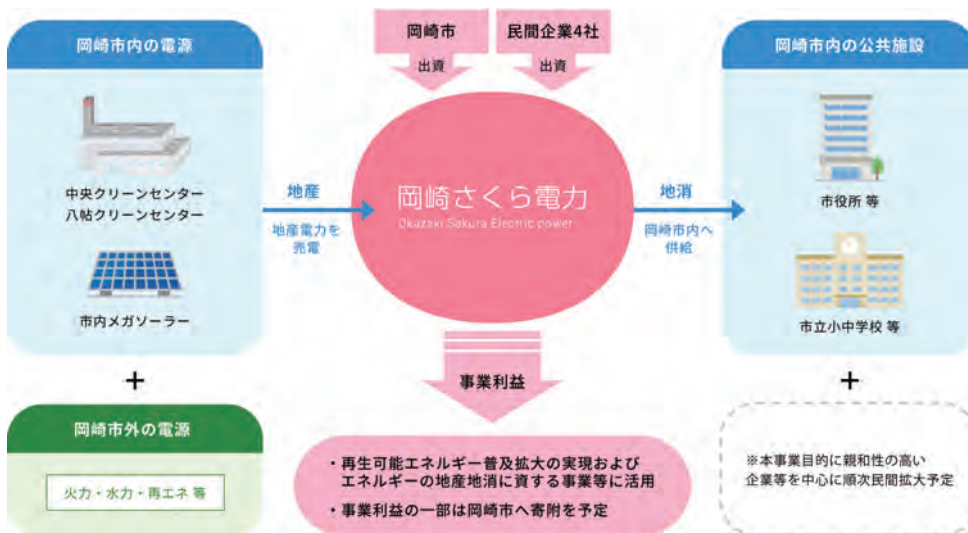 岡崎市内の電源
中央クリーンセンター
八帖クリーンセンター
市内メガソーラー
+
岡崎市外の電源
火力・水力・再エネ 等
地産
地産電力を
売電
岡崎市
出資
民間企業4社
出資
岡崎さくら電力
Okazaki Sakura Electric power
事業利益
・再生可能エネルギー普及拡大の実現および
エネルギーの地産地消に資する事業等に活用
・事業利益の一部は岡崎市へ寄附を予定
地消
岡崎市内へ
供給
岡崎市内の公共施設
市役所 等
市立小中学校 等
+
※本事業目的に親和性の高い
企業等を中心に順次民間拡大予定